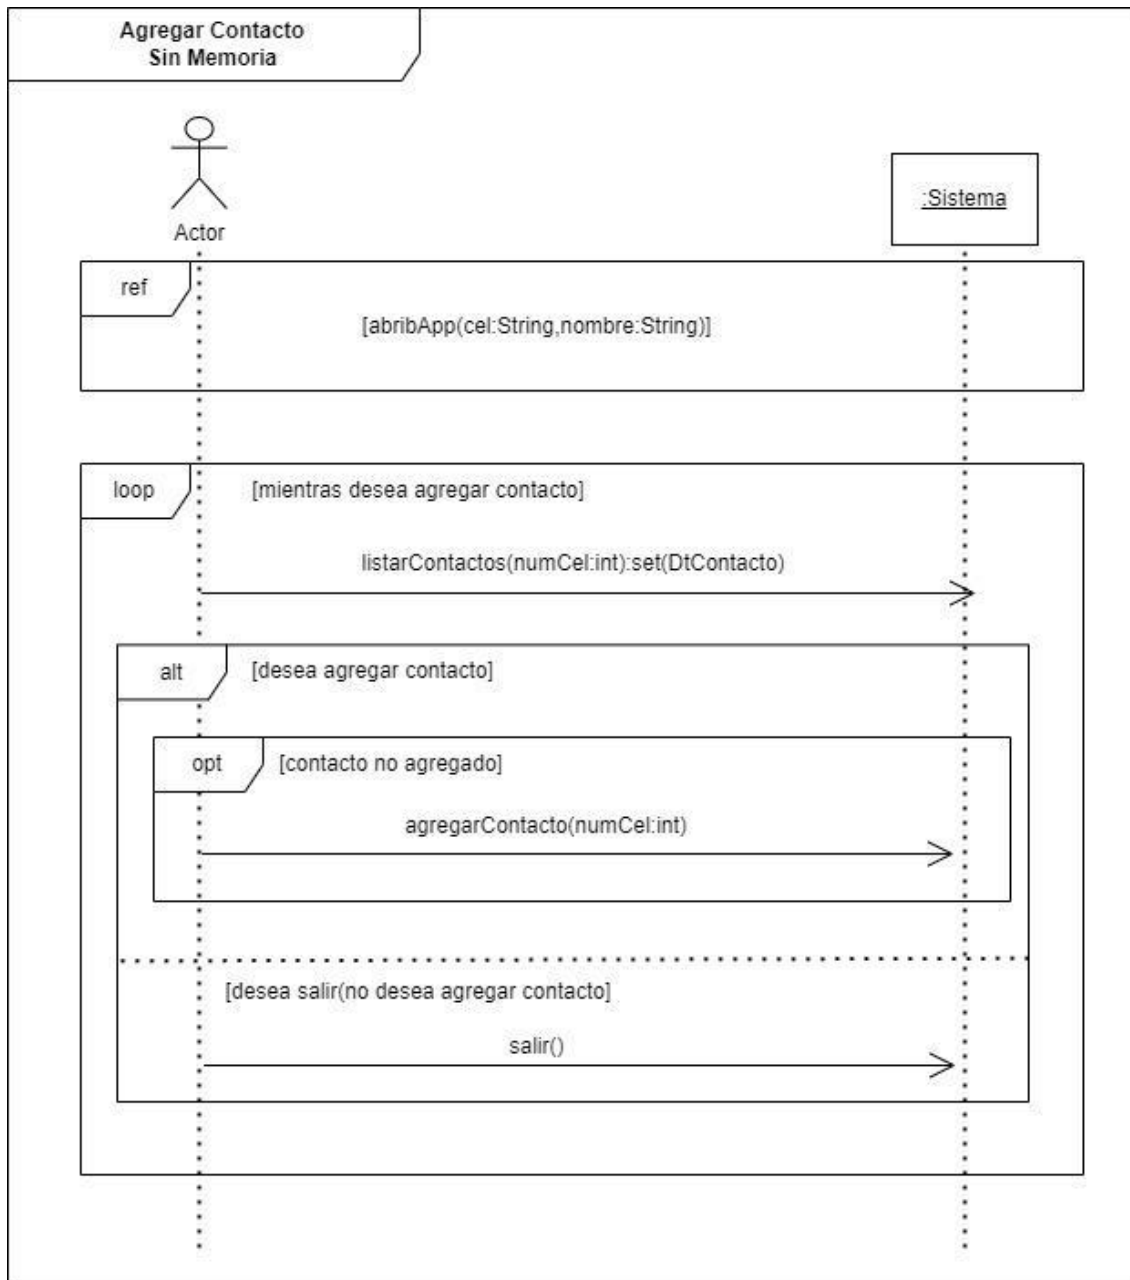 Agregar Contacto
Sin Memoria
Actor
:Sistema
ref
[abribApp(cel:String,nombre:String)]
loop
[mientras desea agregar contacto]
listarContactos(numCel:int):set(DtContacto)
alt
[desea agregar contacto]
opt
[contacto no agregado]
agregarContacto(numCel:int)
[desea salir(no desea agregar contacto]
salir()